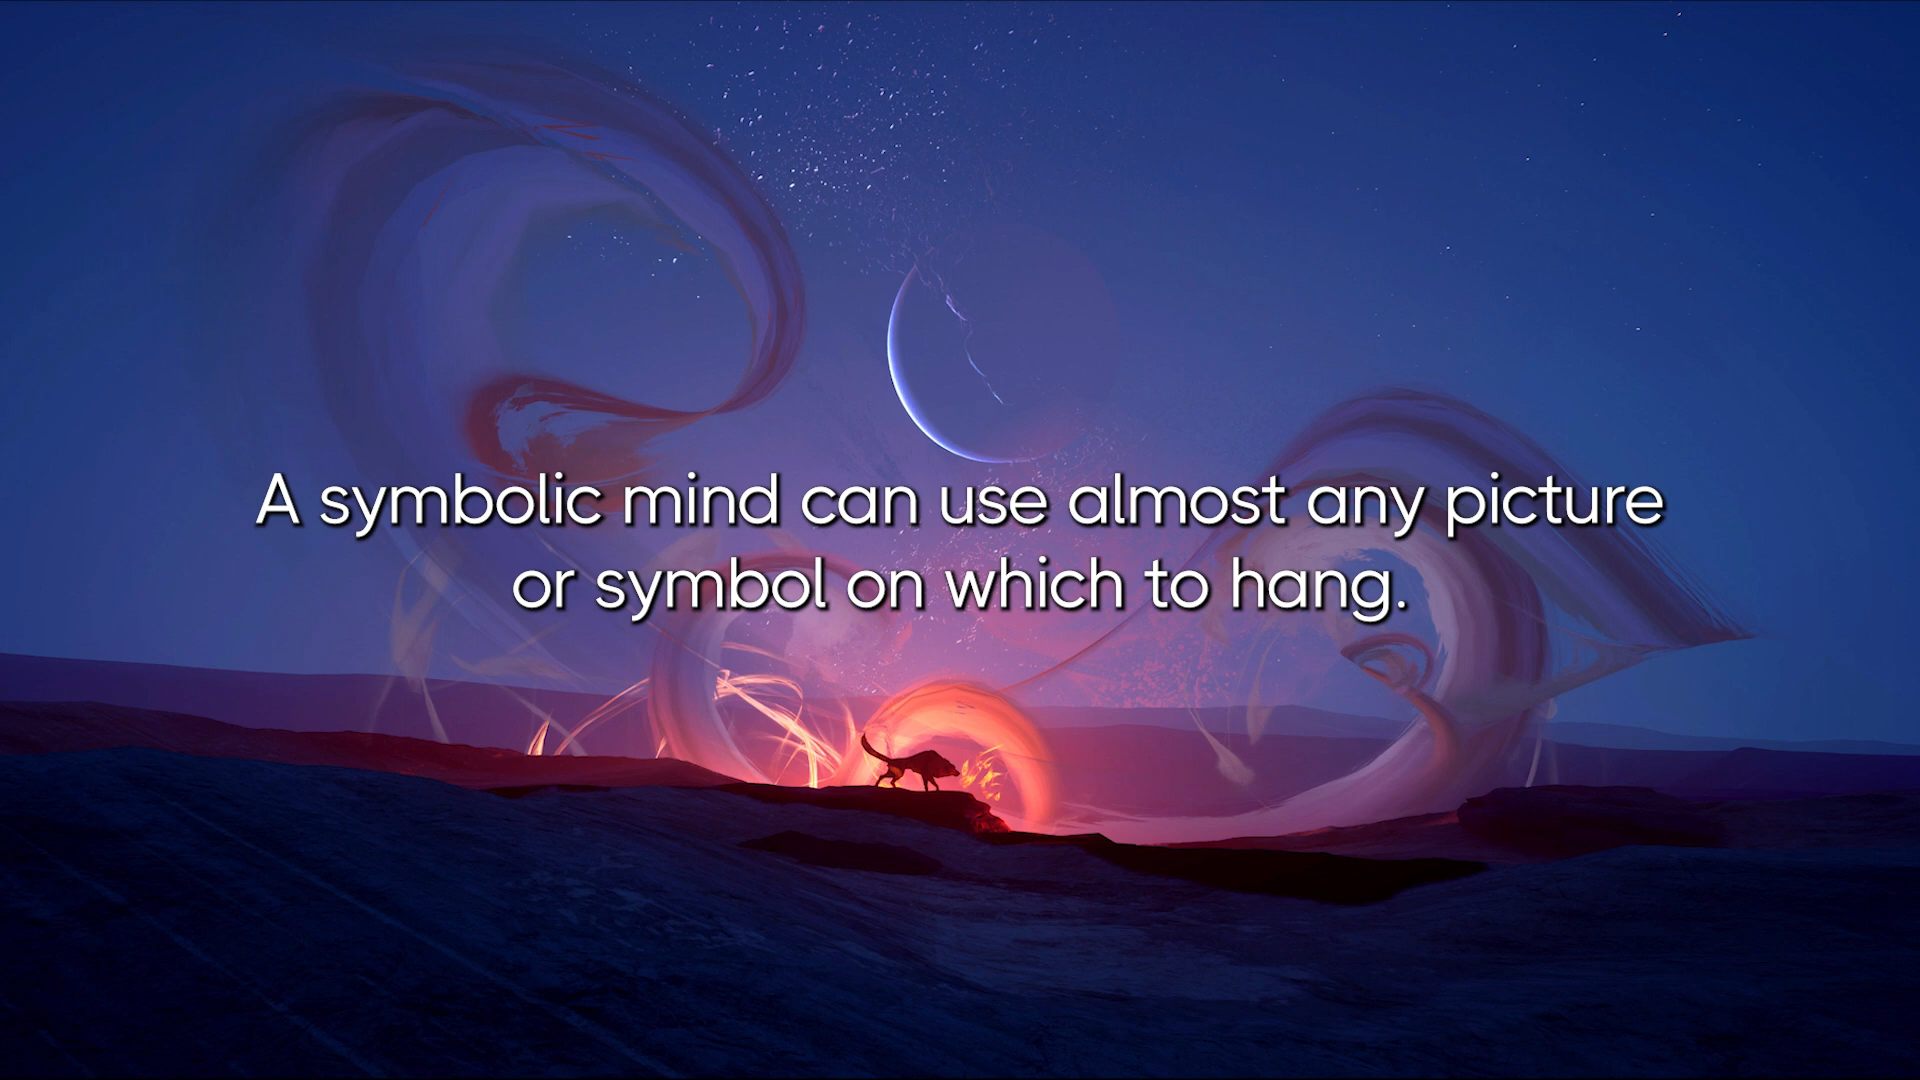 A symbolic mind can use almost any picture
or symbol on which to hang.